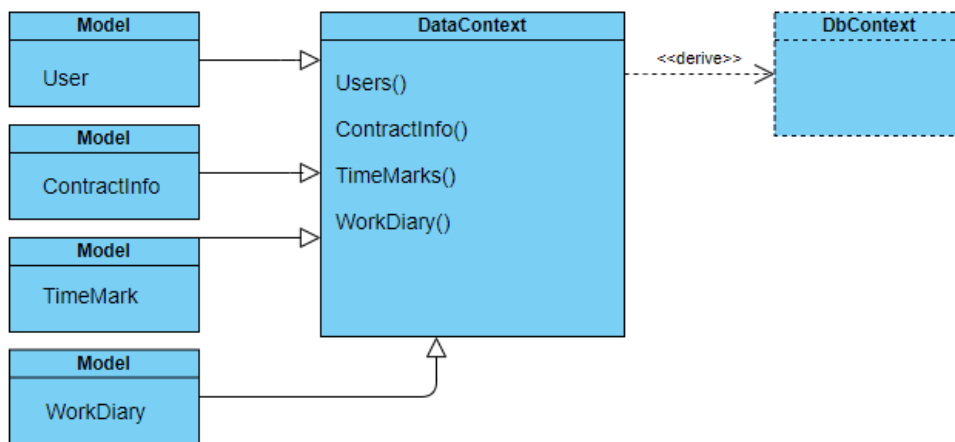 Model
User
Model
ContractInfo
Model
TimeMark
Model
WorkDiary
DataContext
Users()
ContractInfo()
TimeMarks()
WorkDiary()
<<derive>>
DbContext